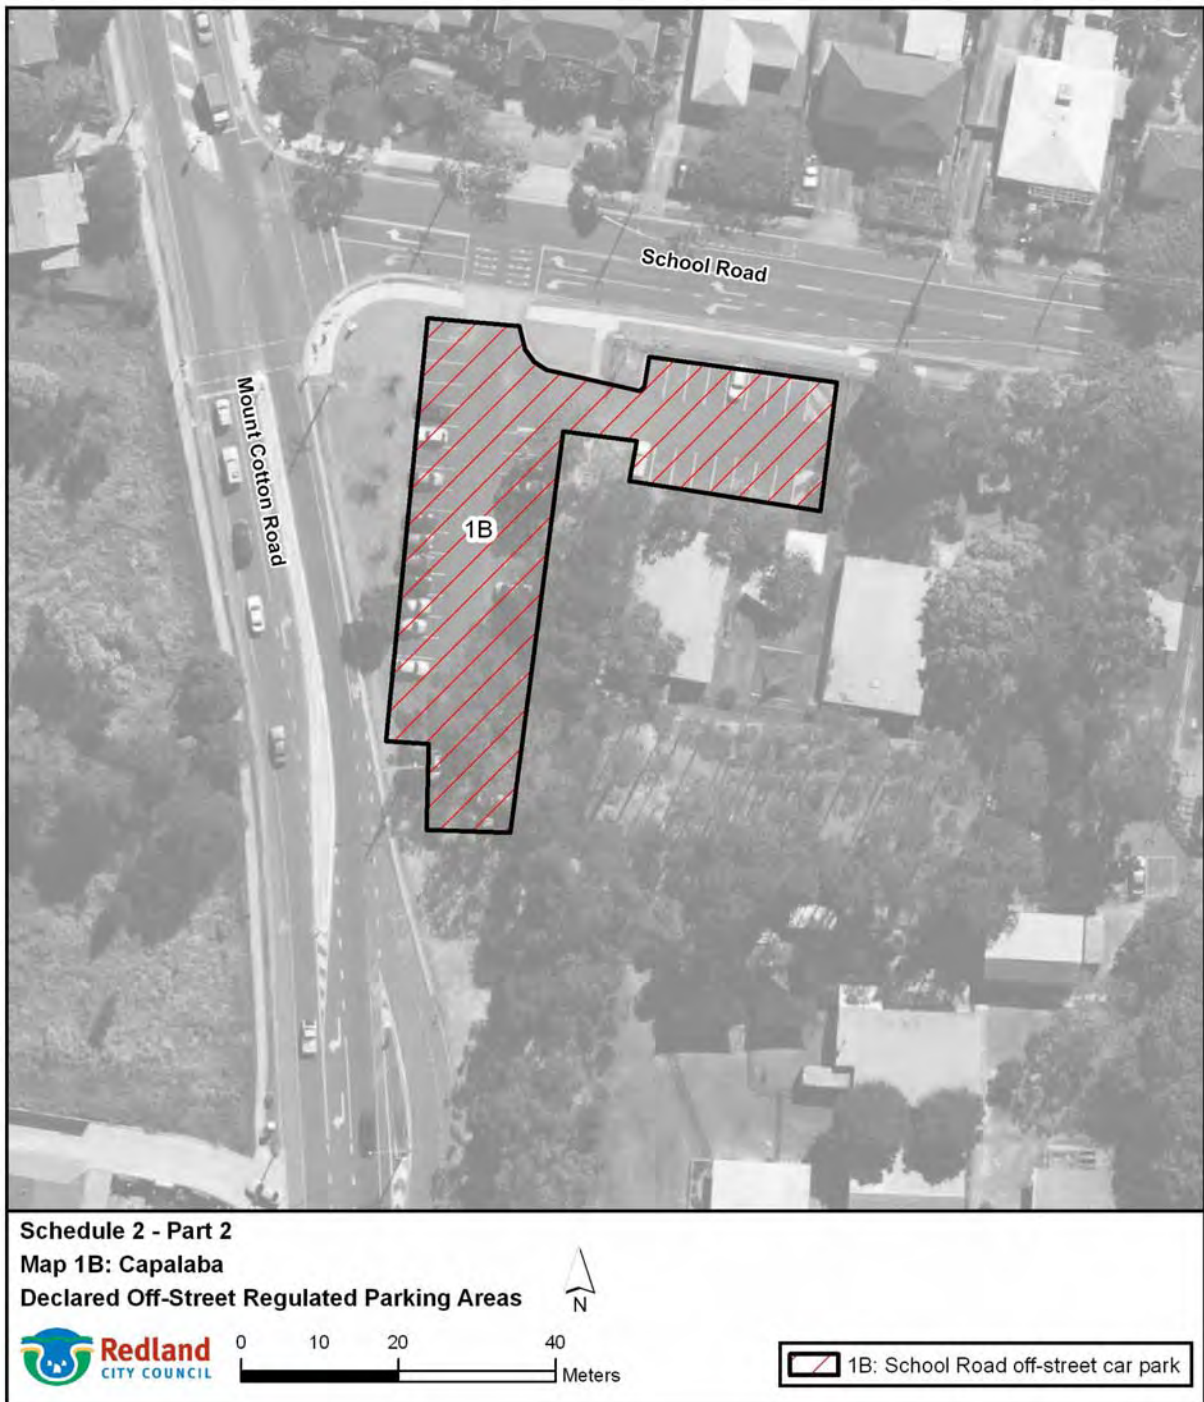 School Road
Mount Cotton Road
1B
Schedule 2 - Part 2
Map 1B: Capalaba
Declared Off-Street Regulated Parking Areas
N
Redland
CITY COUNCIL
0 10 20 40
Meters
1B: School Road off-street car park